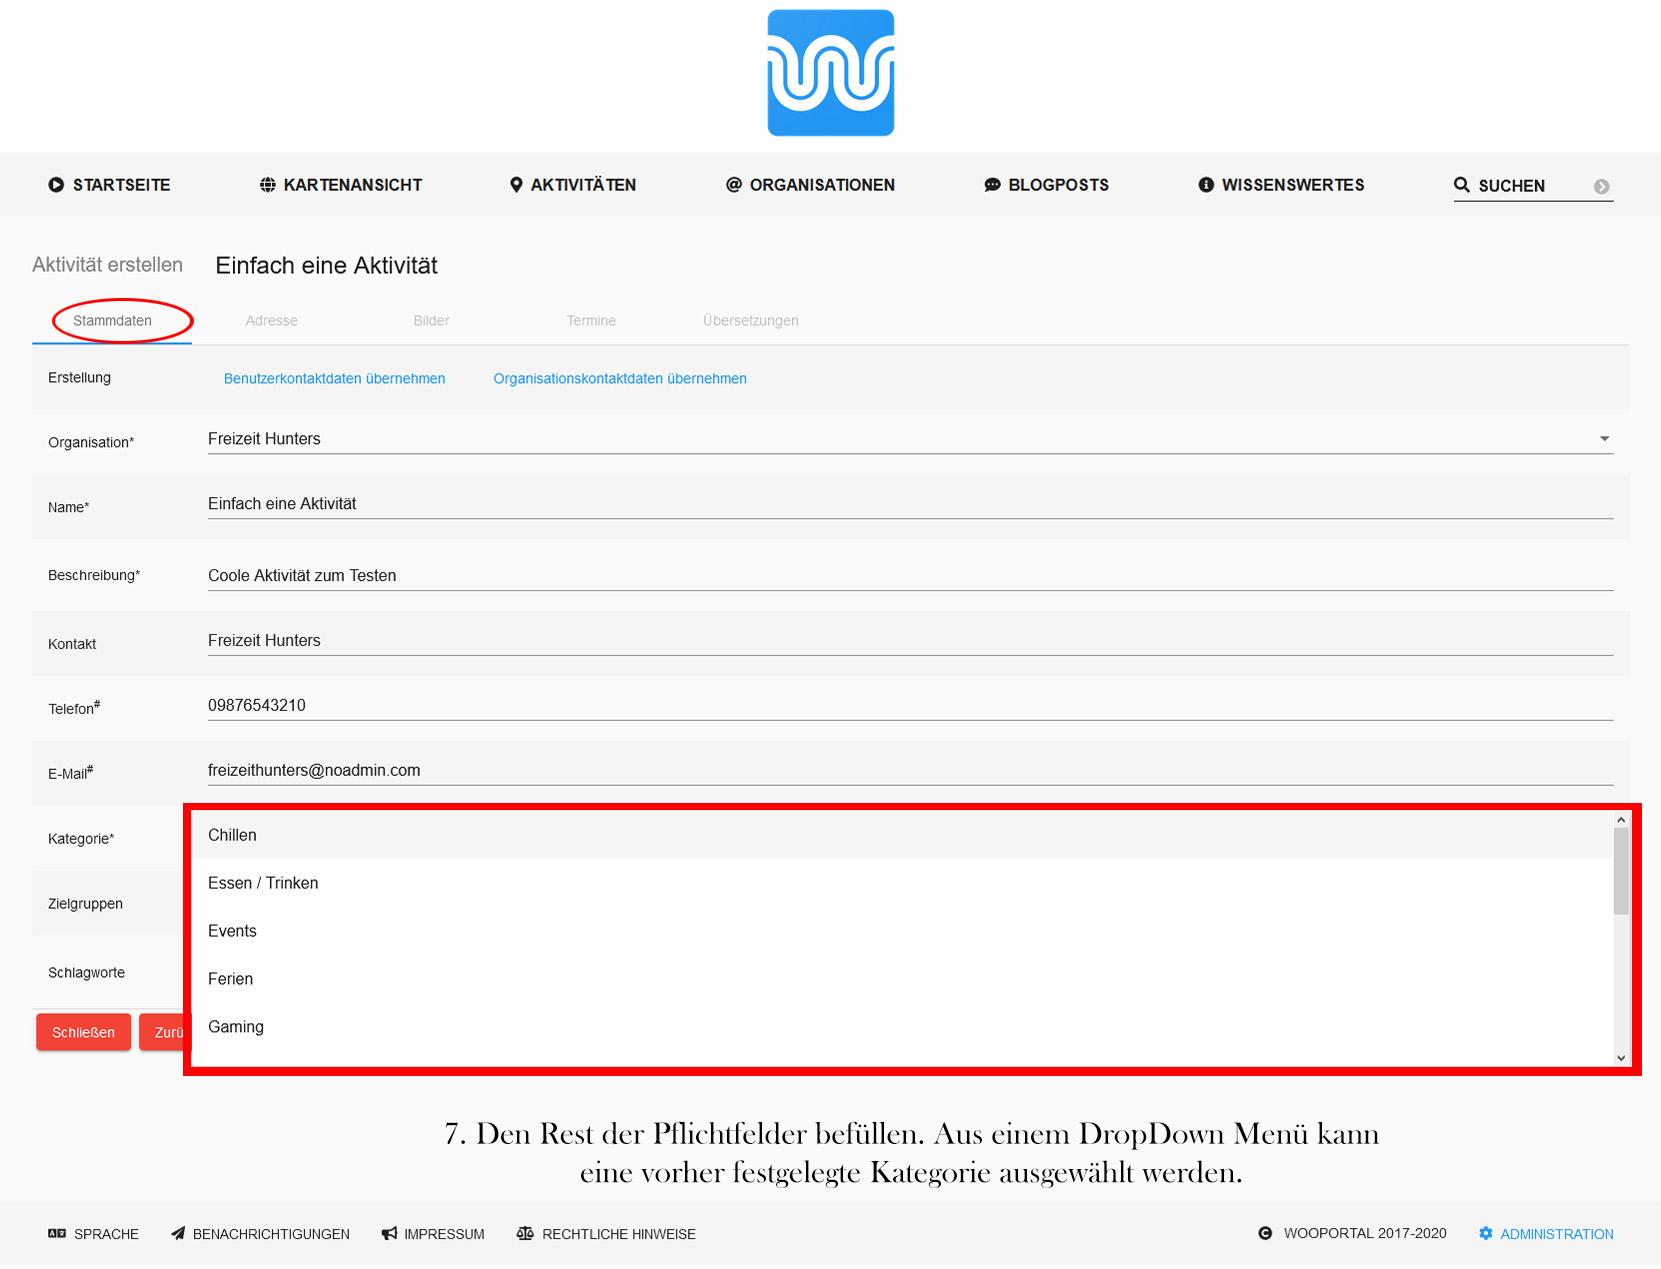 STARTSEITE KARTENANSICHT AKTIVITÄTEN ORGANISATIONEN BLOGPOSTS WISSENSWERTES SUCHEN
Aktivität erstellen Einfach eine Aktivität
Stammdaten Adresse Bilder Termine Übersetzungen
Erstellung Benutzerkontaktdaten übernehmen Organisationskontaktdaten übernehmen
Organisation* Freizeit Hunters
Name* Einfach eine Aktivität
Beschreibung* Coole Aktivität zum Testen
Kontakt Freizeit Hunters
Telefon# 09876543210
E-Mail# freizeithunters@noadmin.com
Kategorie* Chillen
Essen / Trinken
Zielgruppen
Events
Schlagworte Ferien
Schließen Zurü Gaming
7. Den Rest der Pflichtfelder befüllen. Aus einem DropDown Menü kann
eine vorher festgelegte Kategorie ausgewählt werden.
SPRACHE BENACHRICHTIGUNGEN IMPRESSUM RECHTLICHE HINWEISE WOOPORTAL 2017-2020 ADMINISTRATION